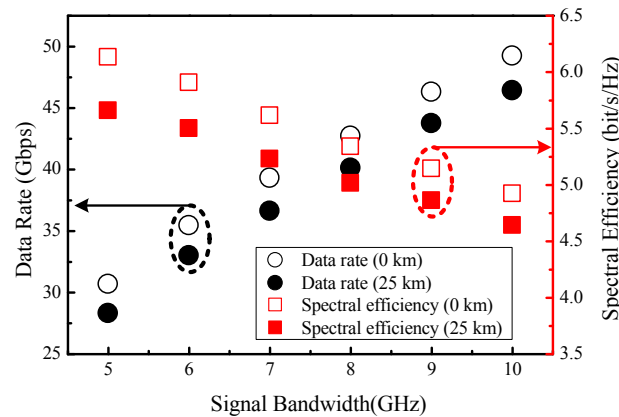 50
45
40
35
30
25
Data Rate (Gbps)
6.5
6.0
5.5
5.0
4.5
4.0
3.5
Spectral Efficiency (bit/s/Hz)
Data rate (0 km)
Data rate (25 km)
Spectral efficiency (0 km)
Spectral efficiency (25 km)
5 6 7 8 9 10
Signal Bandwidth(GHz)